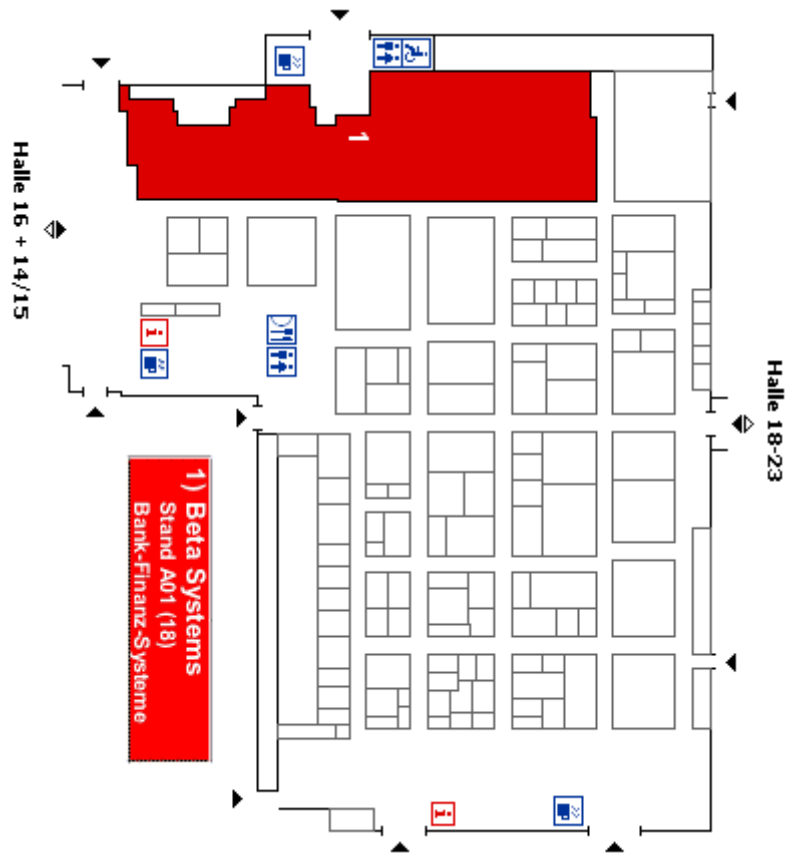 Halle 16 + 14/15
1
Halle 18-23
i
1) Beta Systems
Stand A01 (18)
Bank-Finanz-Systeme
i